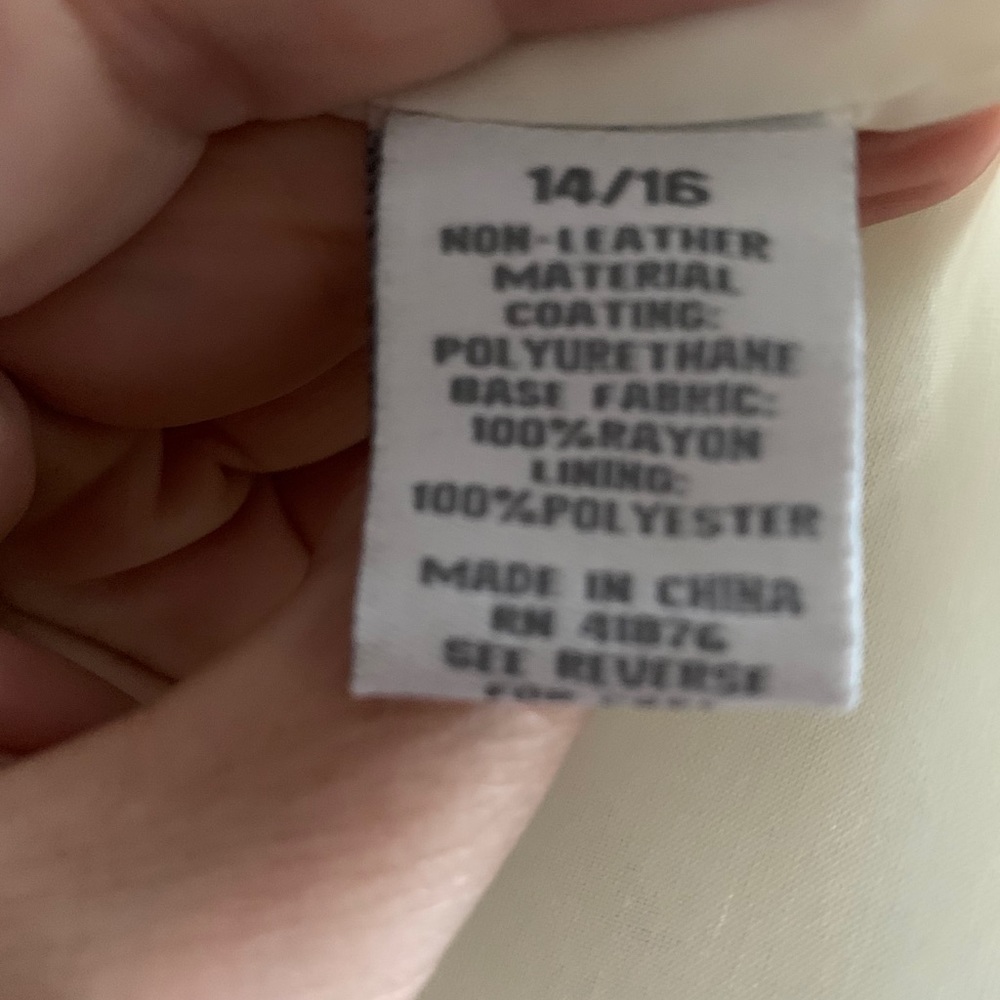 14/16
NON-LEATHER
MATERIAL
COATING:
POLYURETHANE
BASE FABRIC:
100%RAYON
LINING:
100%POLYESTER
MADE IN CHINA
RN
SEE REVERSE
FOR